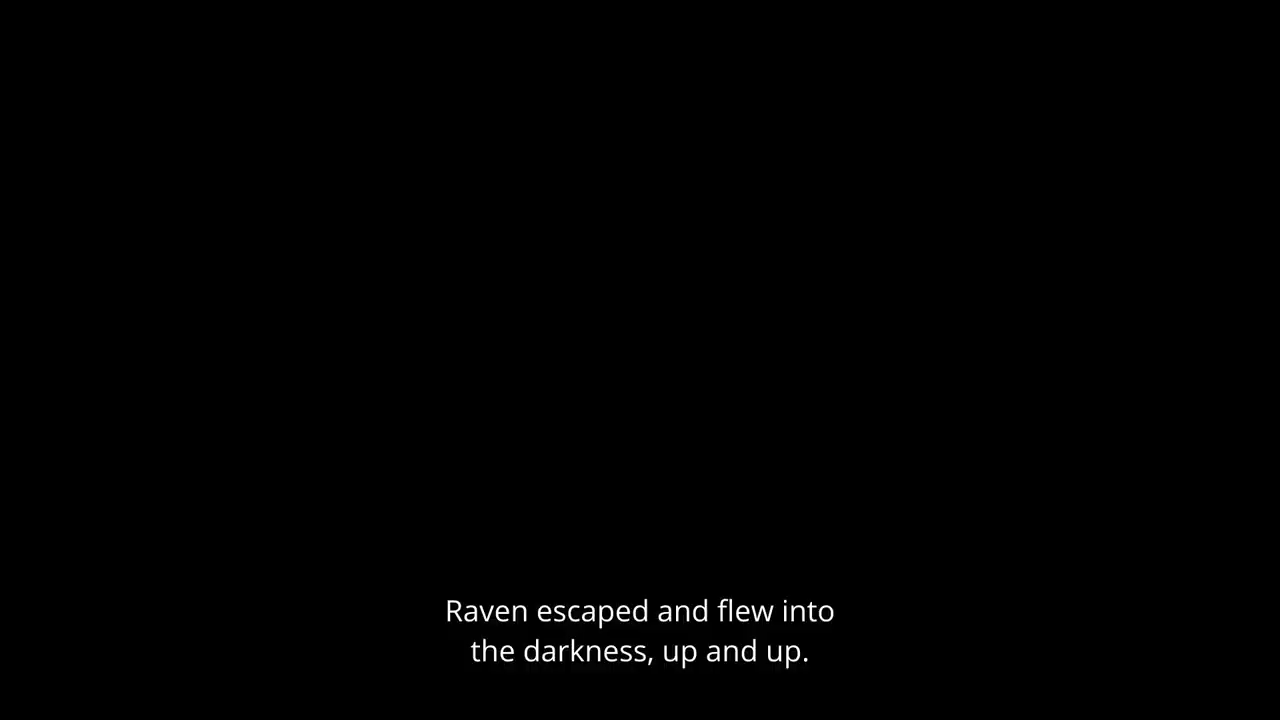 Raven escaped and flew into
the darkness, up and up.